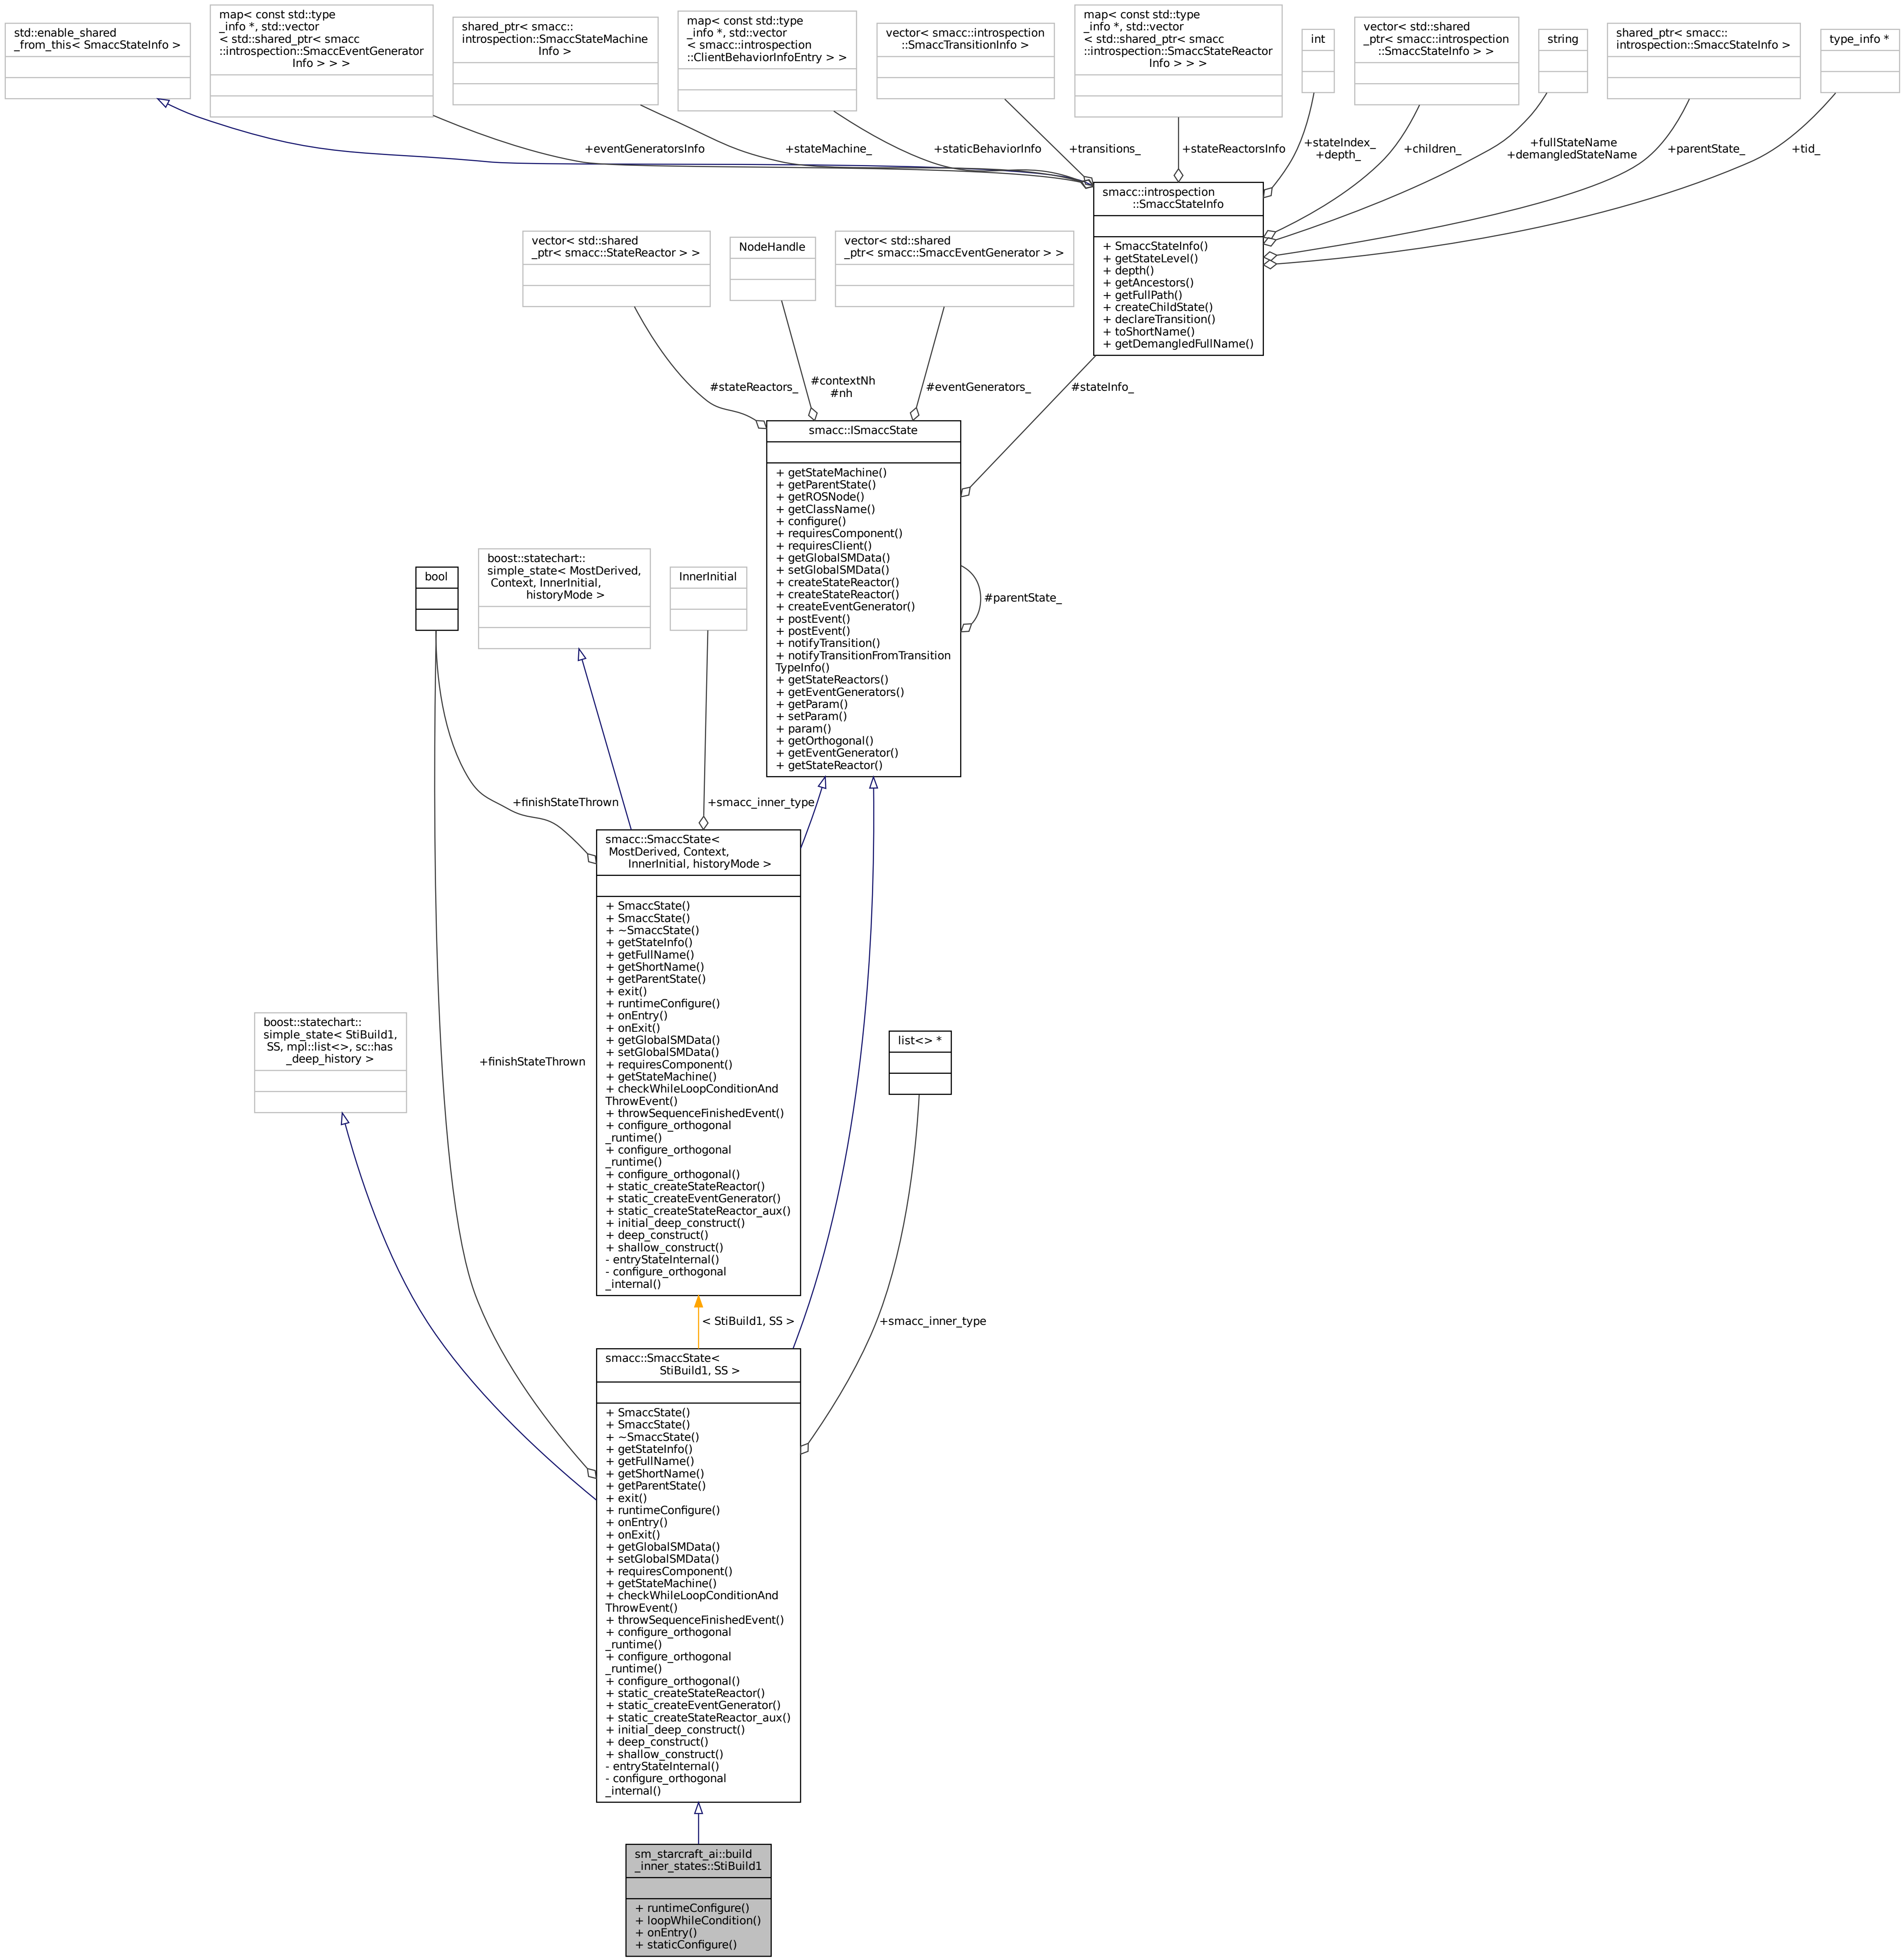 std::enable_shared
_from_this< SmaccStateInfo >
map< const std::type
_info *, std::vector
< std::shared_ptr< smacc
::introspection::SmaccEventGenerator
Info > > >
shared_ptr< smacc::
introspection::SmaccStateMachine
Info >
map< const std::type
_info *, std::vector
< smacc::introspection
::ClientBehaviorInfoEntry > >
vector< smacc::introspection
::SmaccTransitionInfo >
map< const std::type
_info *, std::vector
< std::shared_ptr< smacc
::introspection::SmaccStateReactor
Info > > >
int
vector< std::shared
_ptr< smacc::introspection
::SmaccStateInfo > >
string
shared_ptr< smacc::
introspection::SmaccStateInfo >
type_info *
+eventGeneratorsInfo
+stateMachine_
+staticBehaviorInfo
+transitions_
+stateReactorsInfo
+stateIndex_
+depth_
+children_
+fullStateName
+demangledStateName
+parentState_
+tid_
smacc::introspection
::SmaccStateInfo
+ SmaccStateInfo()
+ getStateLevel()
+ depth()
+ getAncestors()
+ getFullPath()
+ createChildState()
+ declareTransition()
+ toShortName()
+ getDemangledFullName()
vector< std::shared
_ptr< smacc::StateReactor > >
NodeHandle
vector< std::shared
_ptr< smacc::SmaccEventGenerator > >
#stateReactors_
#contextNh
#nh
#eventGenerators_
#stateInfo_
smacc::ISmaccState
+ getStateMachine()
+ getParentState()
+ getROSNode()
+ getClassName()
+ configure()
+ requiresComponent()
+ requiresClient()
+ getGlobalSMData()
+ setGlobalSMData()
+ createStateReactor()
+ createStateReactor()
+ createEventGenerator()
+ postEvent()
+ postEvent()
+ notifyTransition()
+ notifyTransitionFromTransition
TypeInfo()
+ getStateReactors()
+ getEventGenerators()
+ getParam()
+ setParam()
+ param()
+ getOrthogonal()
+ getEventGenerator()
+ getStateReactor()
#parentState_
bool
boost::statechart::
simple_state< MostDerived,
Context, InnerInitial,
historyMode >
InnerInitial
+finishStateThrown
+smacc_inner_type
smacc::SmaccState<
MostDerived, Context,
InnerInitial, historyMode >
+ SmaccState()
+ SmaccState()
+ ~SmaccState()
+ getStateInfo()
+ getFullName()
+ getShortName()
+ getParentState()
+ exit()
+ runtimeConfigure()
+ onEntry()
+ onExit()
+ getGlobalSMData()
+ setGlobalSMData()
+ requiresComponent()
+ getStateMachine()
+ checkWhileLoopConditionAnd
ThrowEvent()
+ throwSequenceFinishedEvent()
+ configure_orthogonal
_runtime()
+ configure_orthogonal
_runtime()
+ configure_orthogonal()
+ static_createStateReactor()
+ static_createEventGenerator()
+ static_createStateReactor_aux()
+ initial_deep_construct()
+ deep_construct()
+ shallow_construct()
- entryStateInternal()
- configure_orthogonal
_internal()
boost::statechart::
simple_state< StiBuild1,
SS, mpl::list<>, sc::has
_deep_history >
+finishStateThrown
list<> *
< StiBuild1, SS >
+smacc_inner_type
smacc::SmaccState<
StiBuild1, SS >
+ SmaccState()
+ SmaccState()
+ ~SmaccState()
+ getStateInfo()
+ getFullName()
+ getShortName()
+ getParentState()
+ exit()
+ runtimeConfigure()
+ onEntry()
+ onExit()
+ getGlobalSMData()
+ setGlobalSMData()
+ requiresComponent()
+ getStateMachine()
+ checkWhileLoopConditionAnd
ThrowEvent()
+ throwSequenceFinishedEvent()
+ configure_orthogonal
_runtime()
+ configure_orthogonal
_runtime()
+ configure_orthogonal()
+ static_createStateReactor()
+ static_createEventGenerator()
+ static_createStateReactor_aux()
+ initial_deep_construct()
+ deep_construct()
+ shallow_construct()
- entryStateInternal()
- configure_orthogonal
_internal()
sm_starcraft_ai::build
_inner_states::StiBuild1
+ runtimeConfigure()
+ loopWhileCondition()
+ onEntry()
+ staticConfigure()